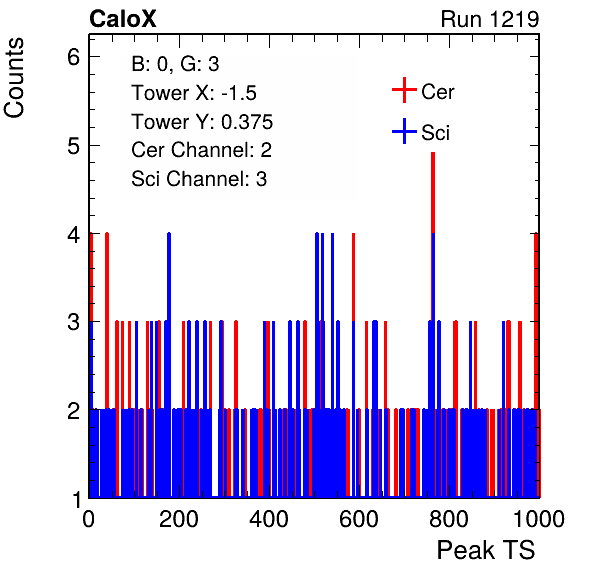 CaloX Run 1219
Counts
B: 0, G: 3
Tower X: -1.5
Tower Y: 0.375
Cer Channel: 2
Sci Channel: 3
Cer
Sci
6
5
4
3
2
1
0 200 400 600 800 1000
Peak TS